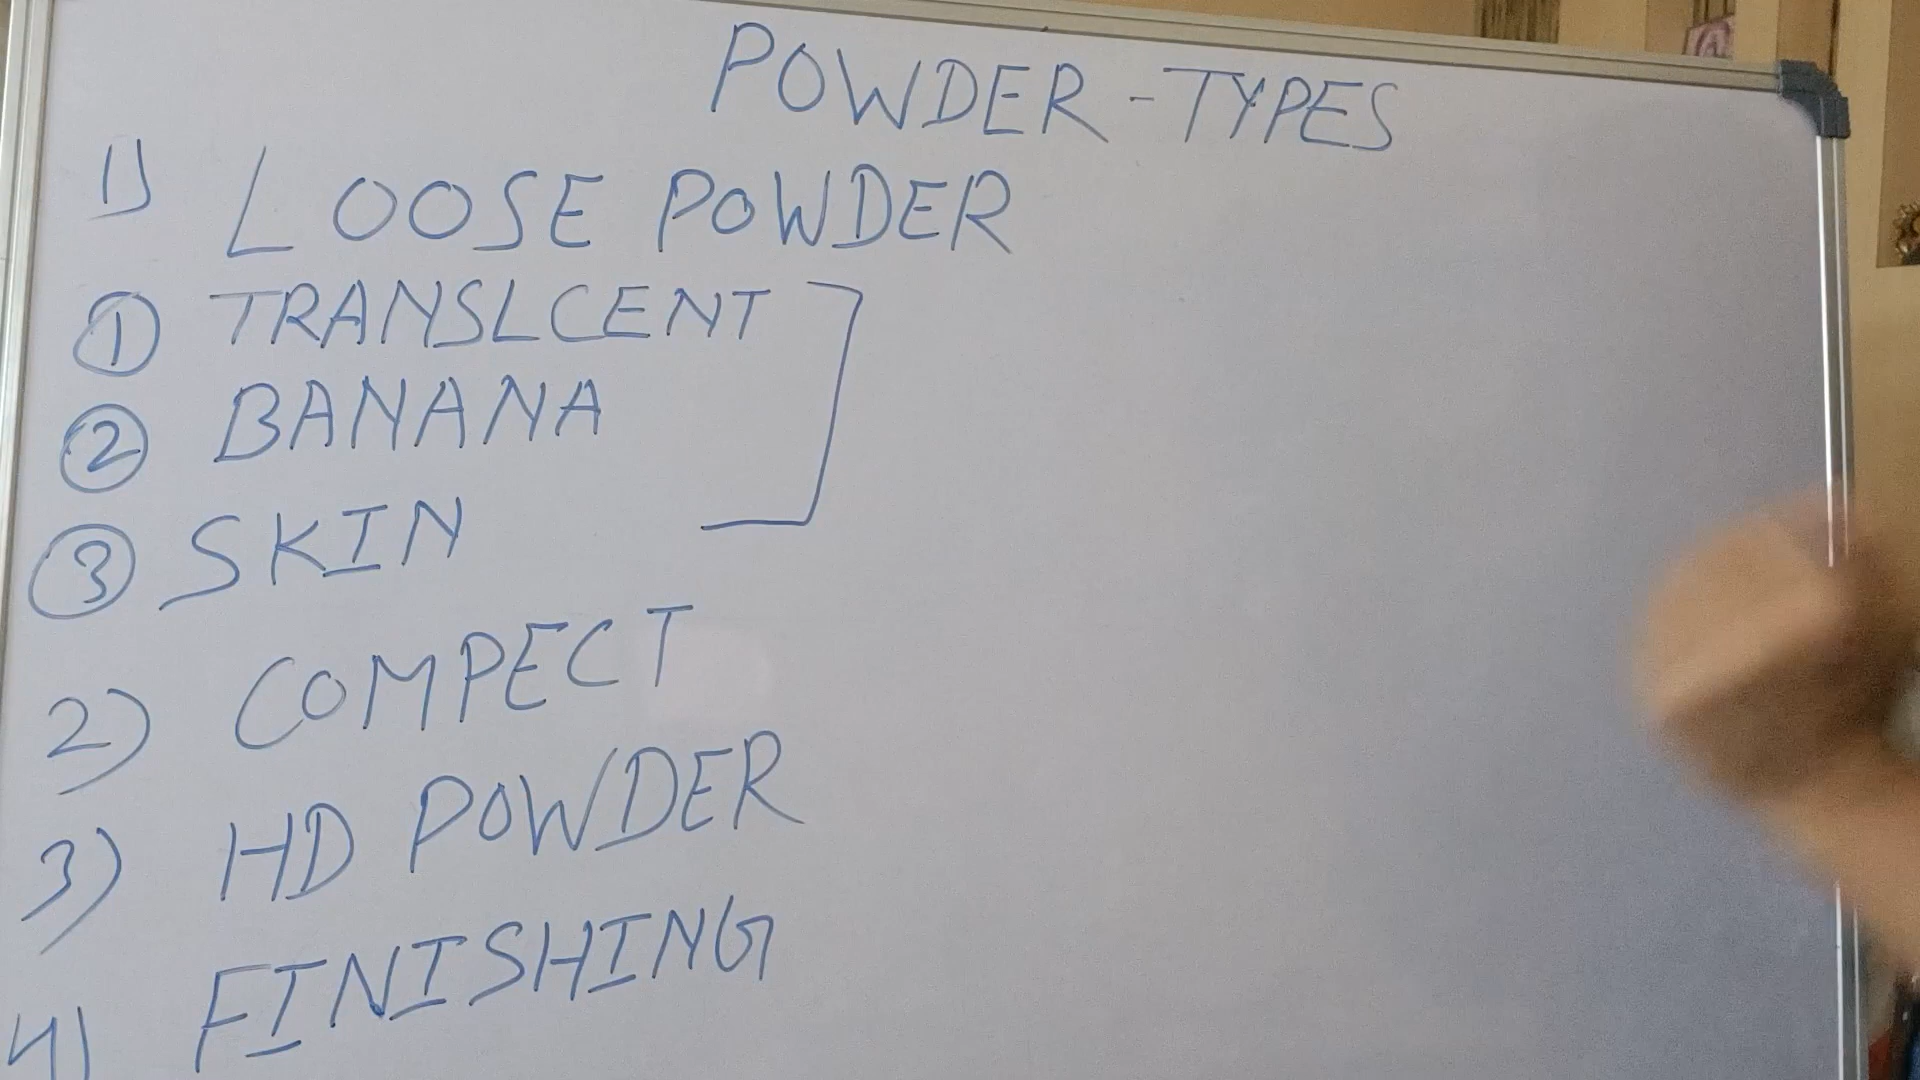 POWDER-TYPES
1) LOOSE POWDER
① TRANSLCENT
② BANANA
③ SKIN
2) COMPECT
3) HD POWDER
4) FINISHING